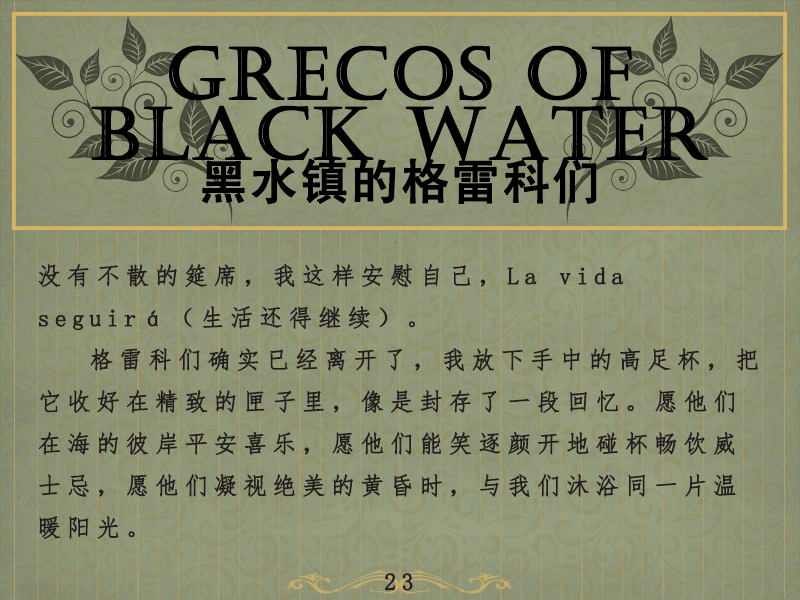 GRECOS OF
BLACK WATER
黑水镇的格雷科们
没有不散的筵席，我这样安慰自己，La vida
seguirá（生活还得继续）。
格雷科们确实已经离开了，我放下手中的高足杯，把
它收好在精致的匣子里，像是封存了一段回忆。愿他们
在海的彼岸平安喜乐，愿他们能笑逐颜开地碰杯畅饮威
士忌，愿他们凝视绝美的黄昏时，与我们沐浴同一片温
暖阳光。
23